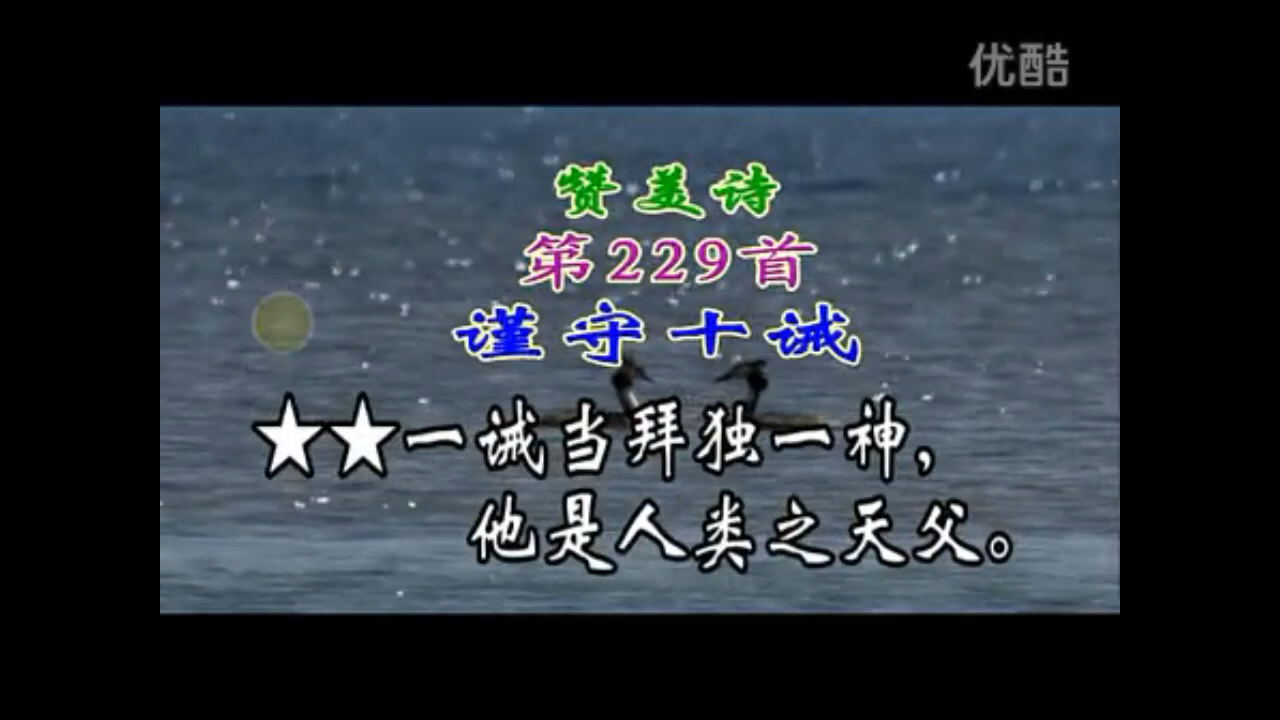 优酷
赞美诗
第229首
谨守十诫
★★一诫当拜独一神，
他是人类之天父。